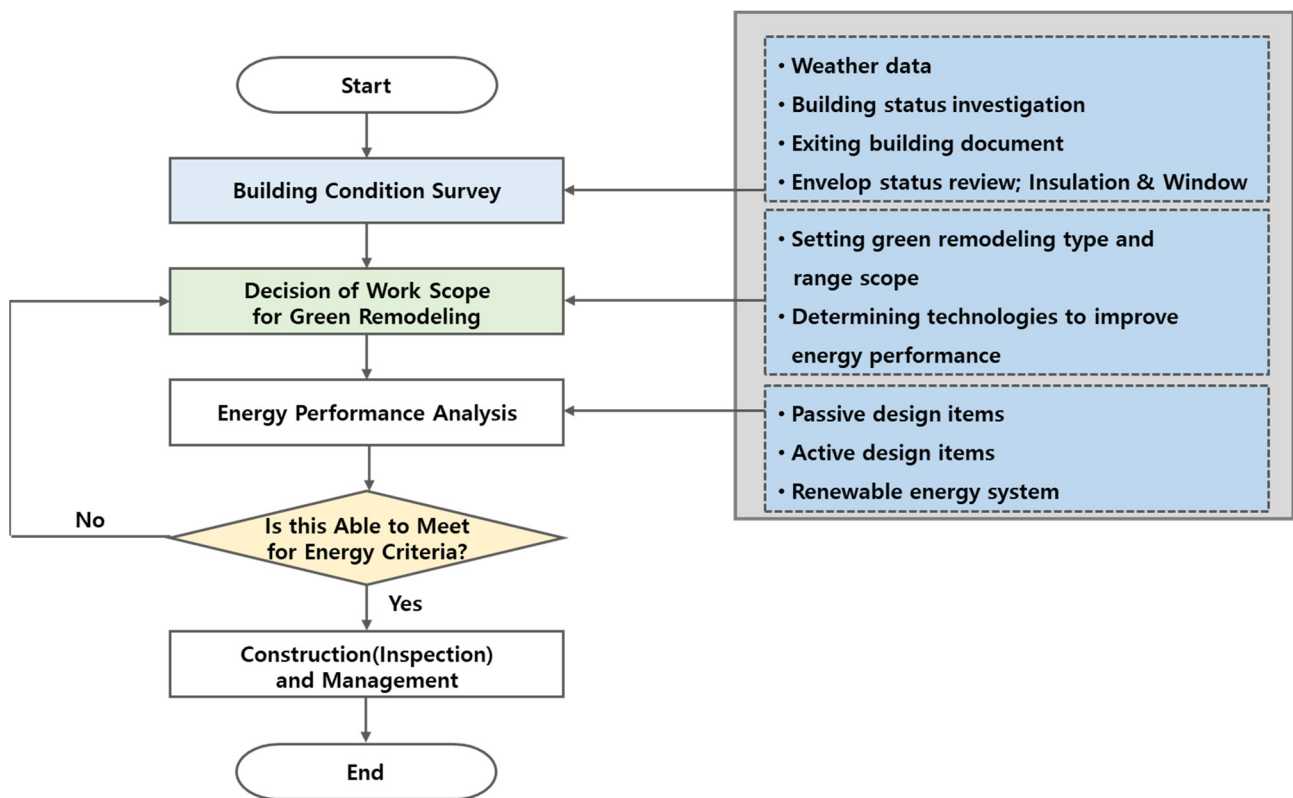 Start
Building Condition Survey
Decision of Work Scope
for Green Remodeling
Energy Performance Analysis
Is this Able to Meet
for Energy Criteria?
No
Yes
Construction(Inspection)
and Management
End
• Weather data
• Building status investigation
• Exiting building document
• Envelop status review; Insulation & Window
• Setting green remodeling type and
range scope
• Determining technologies to improve
energy performance
• Passive design items
• Active design items
• Renewable energy system